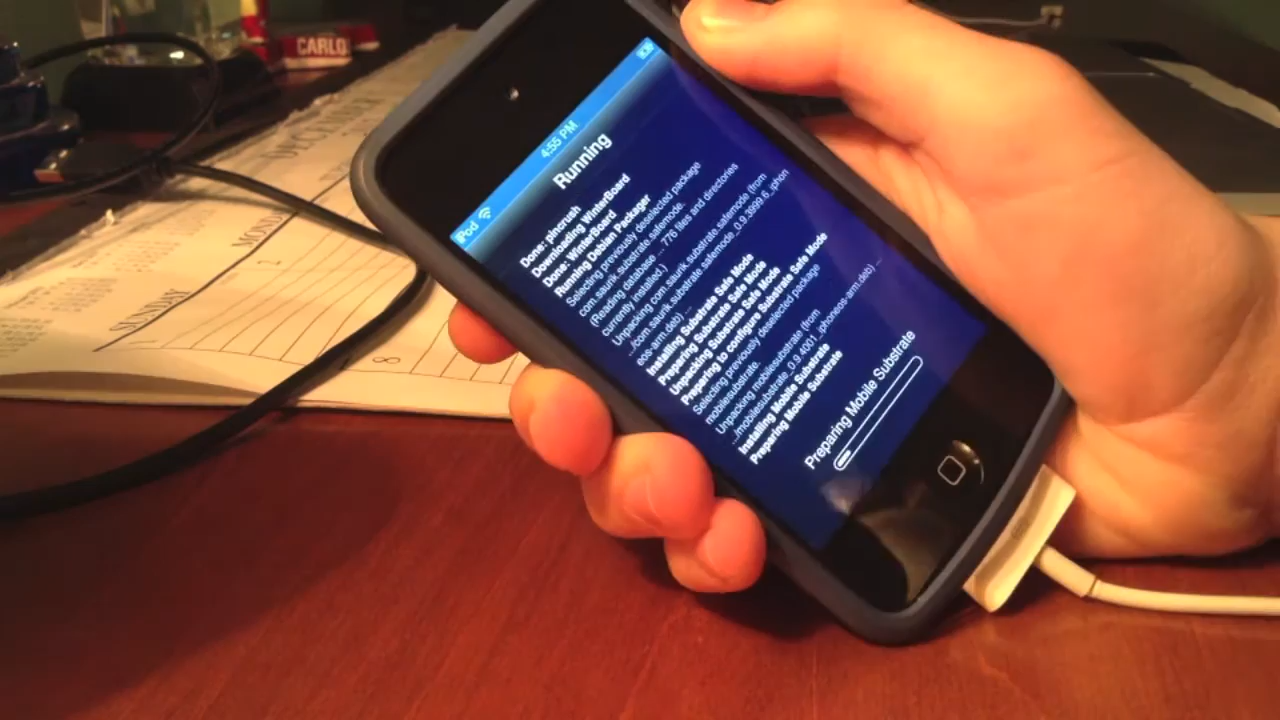 CARLO
DECEMBER
MONDAY
2
SUNDAY
1
8
iPod
4:55 PM
Running
Done: pincrush
Downloading WinterBoard
Done: WinterBoard
Running Debian Packager
Selecting previously deselected package
com.saurik.substrate.safemode.
(Reading database ... 776 files and directories
currently installed.)
Unpacking com.saurik.substrate.safemode (from
.../com.saurik.substrate.safemode_0.9.3999.6_iphon
eos-arm.deb) ...
Installing Substrate Safe Mode
Preparing Substrate Safe Mode
Unpacking Substrate Safe Mode
Preparing to configure Substrate Safe Mode
Selecting previously deselected package
mobilesubstrate.
Unpacking mobilesubstrate (from
.../mobilesubstrate_0.9.4001_iphoneos-arm.deb) ...
Installing Mobile Substrate
Preparing Mobile Substrate
Preparing Mobile Substrate